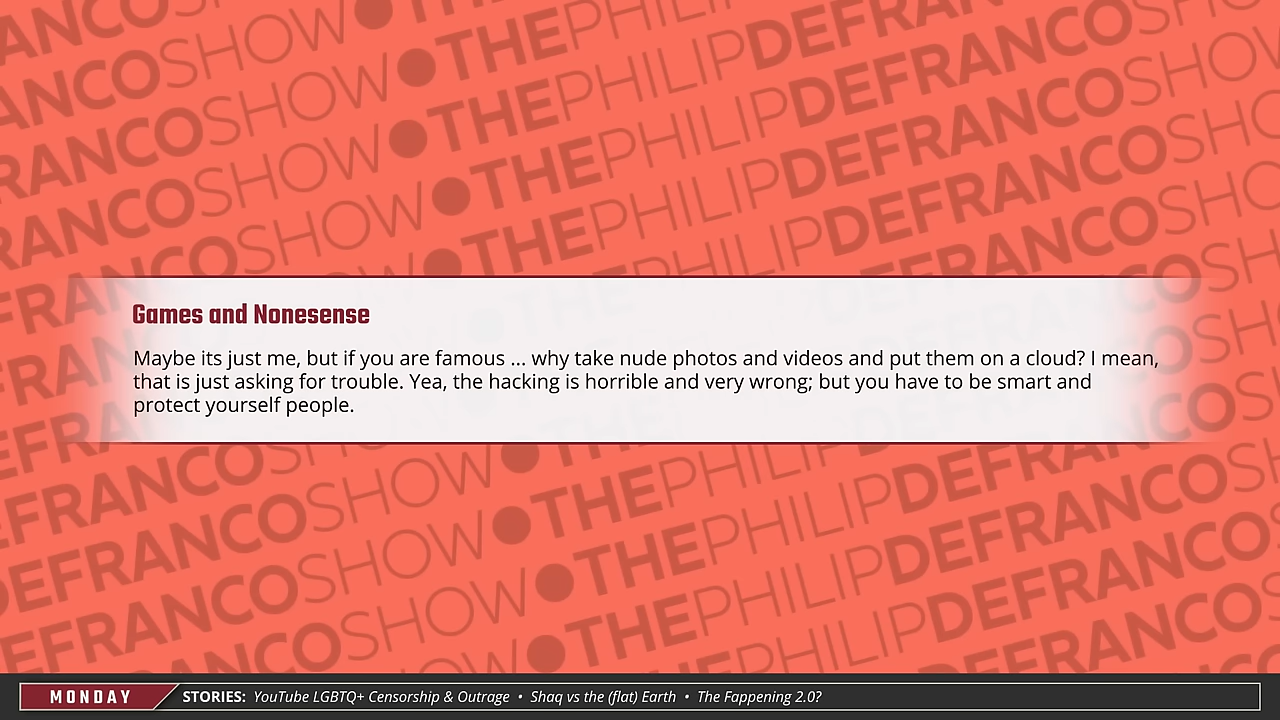 THEPHILIPDEFRANCOSHOW
Games and Nonesense
Maybe its just me, but if you are famous ... why take nude photos and videos and put them on a cloud? I mean,
that is just asking for trouble. Yea, the hacking is horrible and very wrong; but you have to be smart and
protect yourself people.
MONDAY STORIES: YouTube LGBTQ+ Censorship & Outrage • Shaq vs the (flat) Earth • The Fappening 2.0?